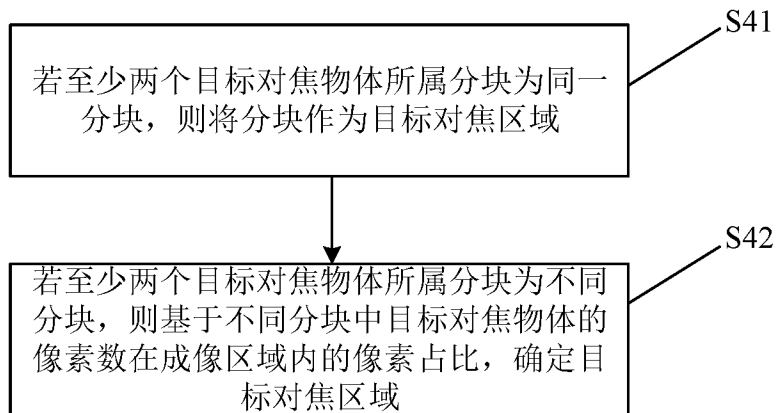 S41
若至少两个目标对焦物体所属分块为同一
分块，则将分块作为目标对焦区域
S42
若至少两个目标对焦物体所属分块为不同
分块，则基于不同分块中目标对焦物体的
像素数在成像区域内的像素占比，确定目
标对焦区域